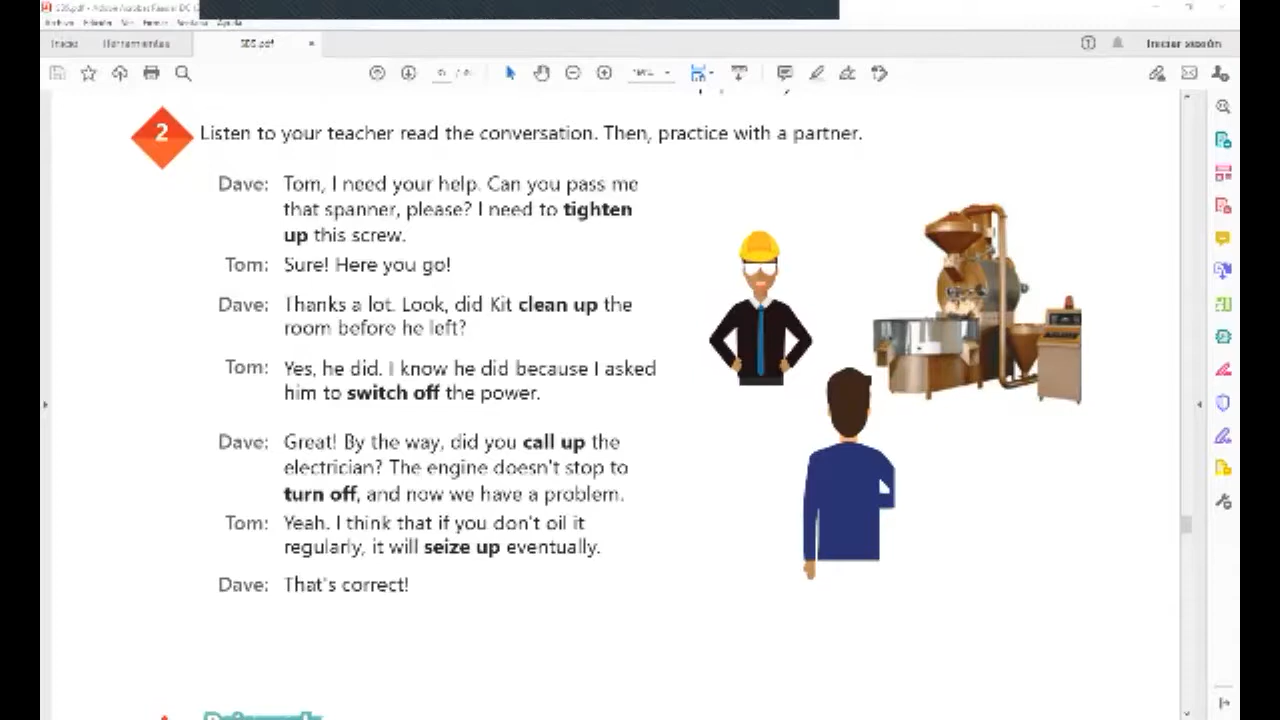 Inicio
Herramientas
SBS.pdf
Iniciar sesión
2
Listen to your teacher read the conversation. Then, practice with a partner.
Dave: Tom, I need your help. Can you pass me
that spanner, please? I need to tighten
up this screw.
Tom: Sure! Here you go!
Dave: Thanks a lot. Look, did Kit clean up the
room before he left?
Tom: Yes, he did. I know he did because I asked
him to switch off the power.
Dave: Great! By the way, did you call up the
electrician? The engine doesn't stop to
turn off, and now we have a problem.
Tom: Yeah. I think that if you don't oil it
regularly, it will seize up eventually.
Dave: That's correct!